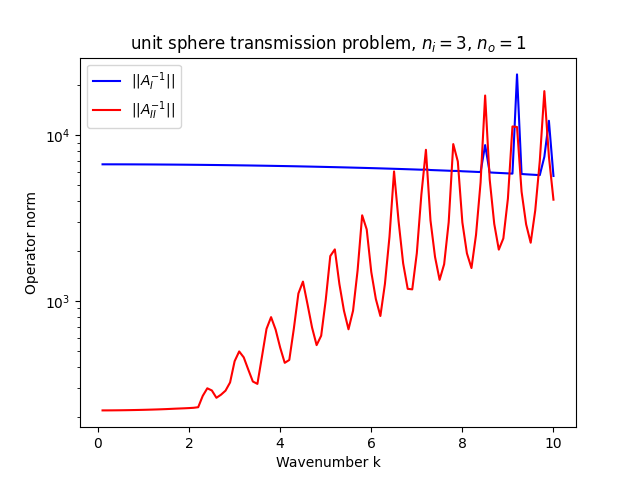 unit sphere transmission problem, $n_i = 3$, $n_o = 1$
$||A_I^{-1}||$
$||A_{II}^{-1}||$
Operator norm
$10^4$
$10^3$
0 2 4 6 8 10
Wavenumber k